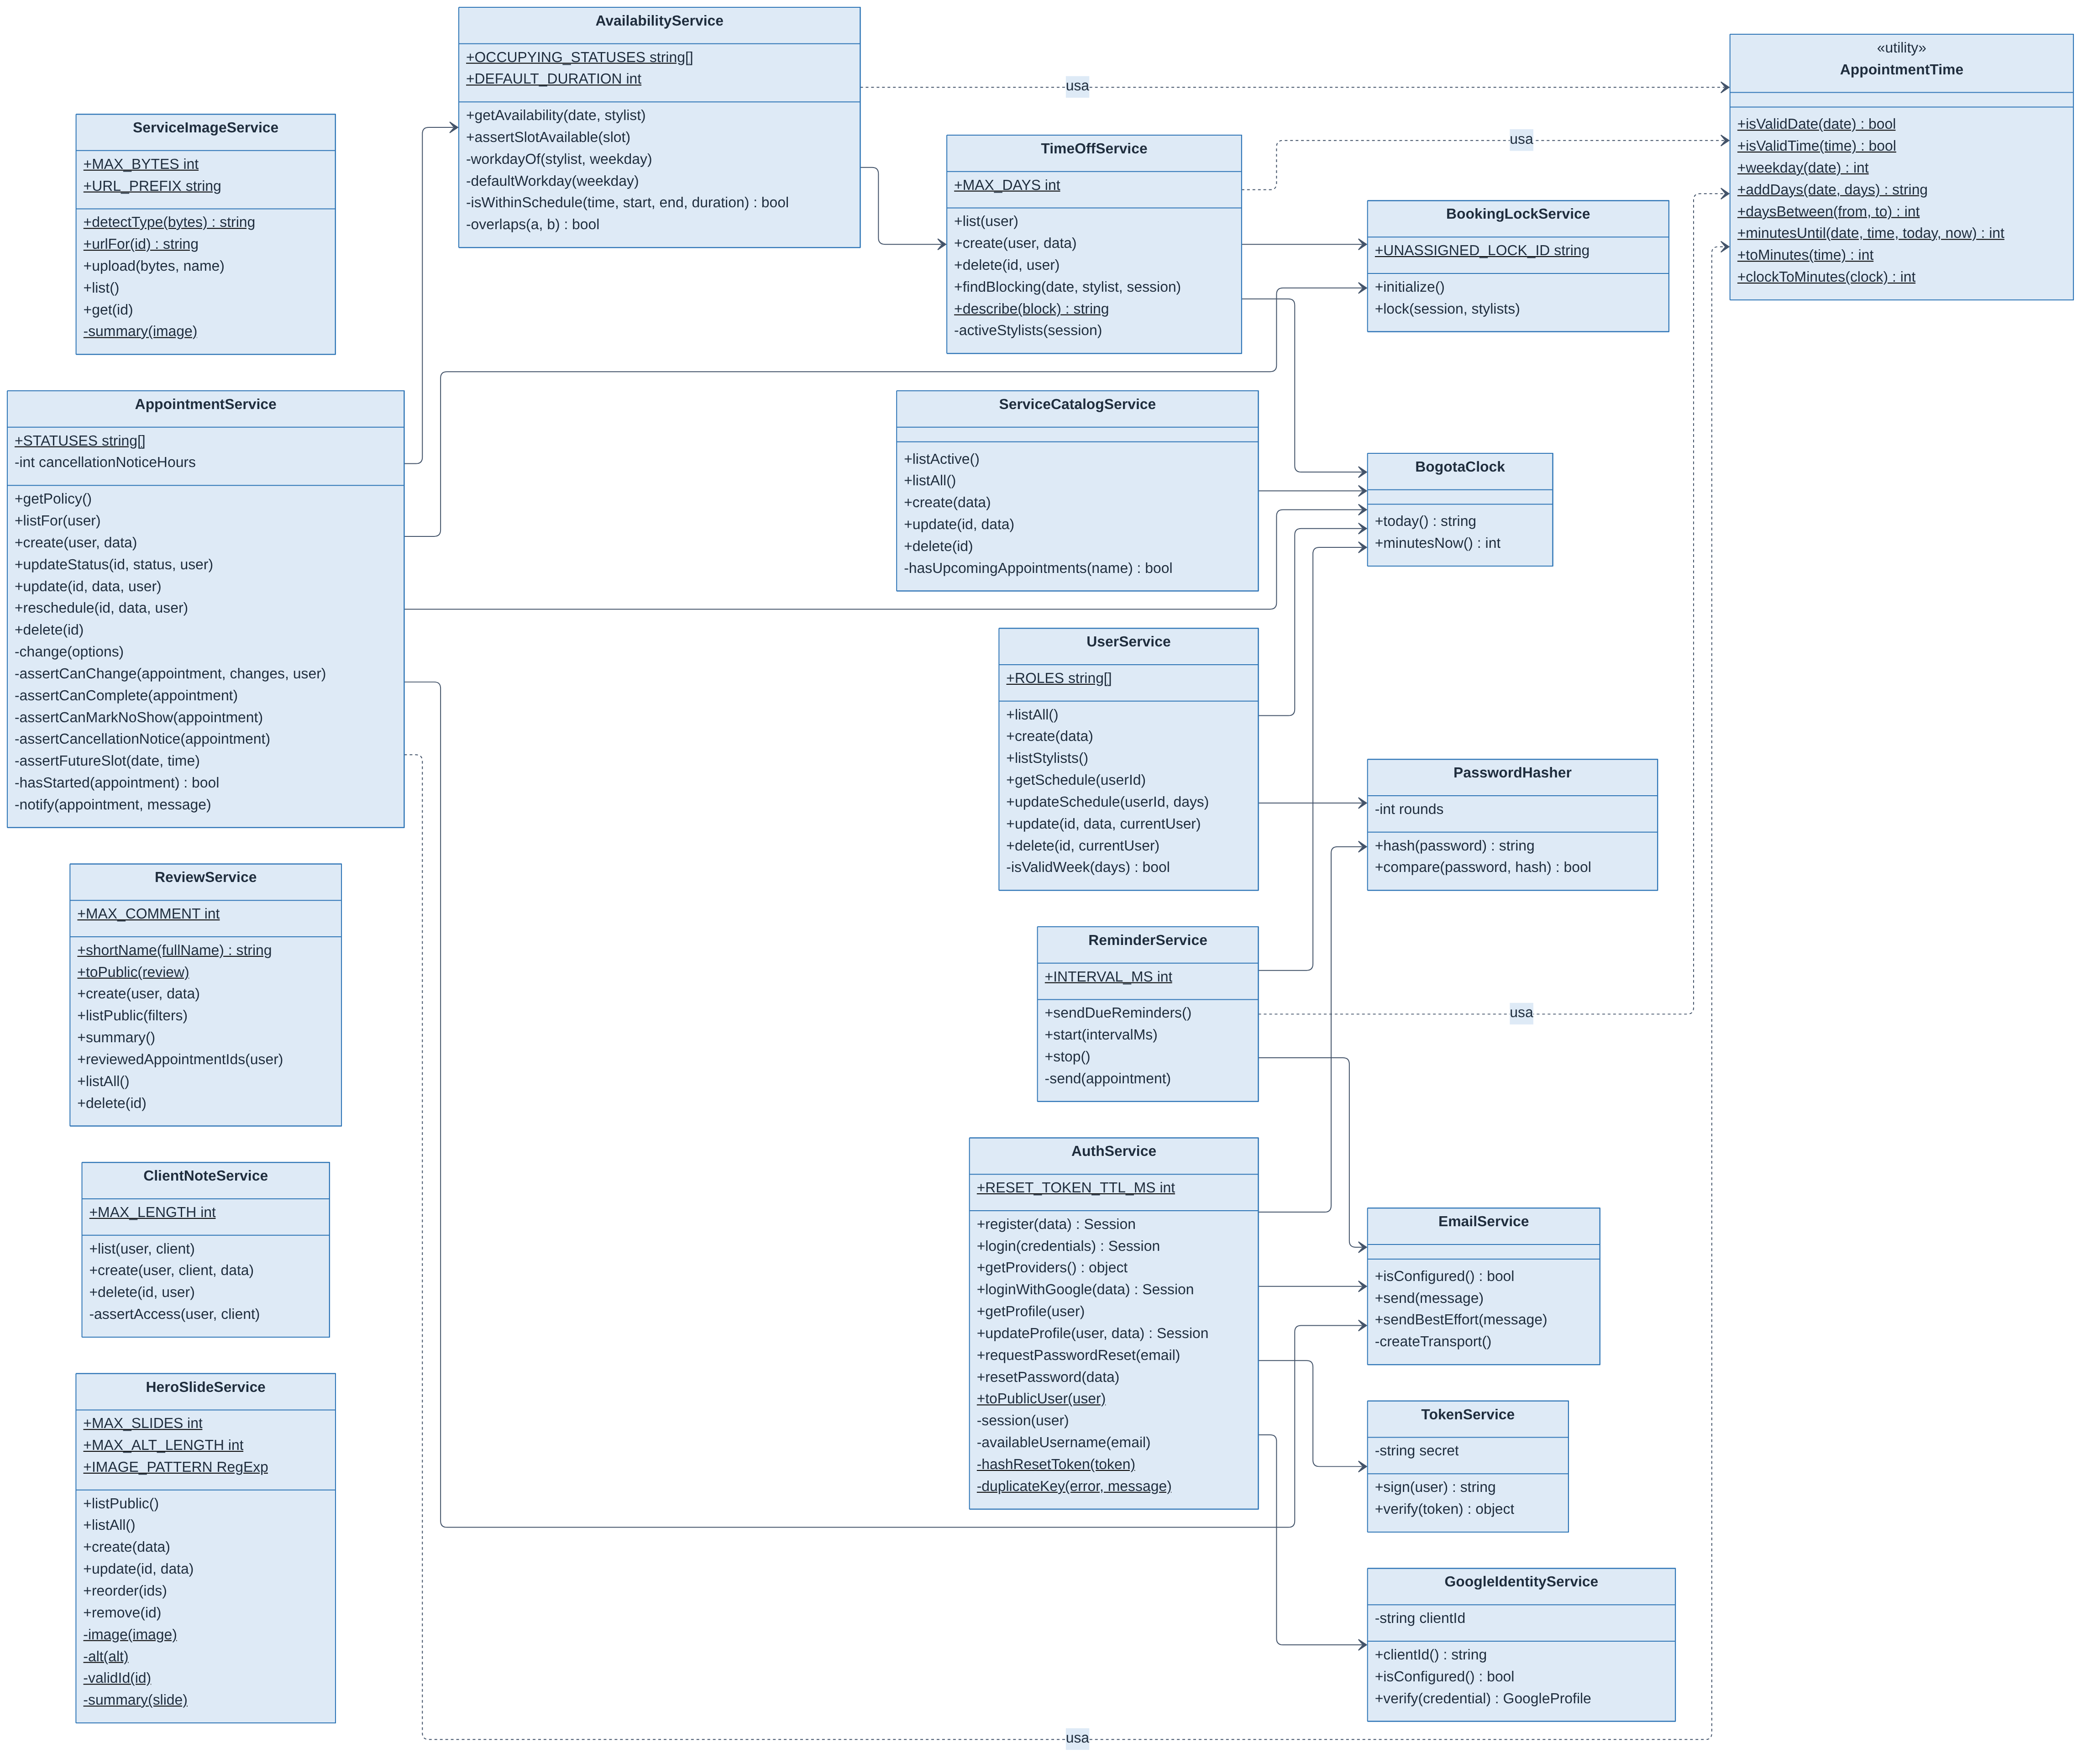 AvailabilityService
+OCCUPYING_STATUSES string[]
+DEFAULT_DURATION int
+getAvailability(date, stylist)
+assertSlotAvailable(slot)
-workdayOf(stylist, weekday)
-defaultWorkday(weekday)
-isWithinSchedule(time, start, end, duration) : bool
-overlaps(a, b) : bool
usa
«utility»
AppointmentTime
+isValidDate(date) : bool
+isValidTime(time) : bool
+weekday(date) : int
+addDays(date, days) : string
+daysBetween(from, to) : int
+minutesUntil(date, time, today, now) : int
+toMinutes(time) : int
+clockToMinutes(clock) : int
ServiceImageService
+MAX_BYTES int
+URL_PREFIX string
+detectType(bytes) : string
+urlFor(id) : string
+upload(bytes, name)
+list()
+get(id)
-summary(image)
TimeOffService
+MAX_DAYS int
+list(user)
+create(user, data)
+delete(id, user)
+findBlocking(date, stylist, session)
+describe(block) : string
-activeStylists(session)
usa
BookingLockService
+UNASSIGNED_LOCK_ID string
+initialize()
+lock(session, stylists)
AppointmentService
+STATUSES string[]
-int cancellationNoticeHours
+getPolicy()
+listFor(user)
+create(user, data)
+updateStatus(id, status, user)
+update(id, data, user)
+reschedule(id, data, user)
+delete(id)
-change(options)
-assertCanChange(appointment, changes, user)
-assertCanComplete(appointment)
-assertCanMarkNoShow(appointment)
-assertCancellationNotice(appointment)
-assertFutureSlot(date, time)
-hasStarted(appointment) : bool
-notify(appointment, message)
ServiceCatalogService
+listActive()
+listAll()
+create(data)
+update(id, data)
+delete(id)
-hasUpcomingAppointments(name) : bool
BogotaClock
+today() : string
+minutesNow() : int
UserService
+ROLES string[]
+listAll()
+create(data)
+listStylists()
+getSchedule(userId)
+updateSchedule(userId, days)
+update(id, data, currentUser)
+delete(id, currentUser)
-isValidWeek(days) : bool
PasswordHasher
-int rounds
+hash(password) : string
+compare(password, hash) : bool
ReviewService
+MAX_COMMENT int
+shortName(fullName) : string
+toPublic(review)
+create(user, data)
+listPublic(filters)
+summary()
+reviewedAppointmentIds(user)
+listAll()
+delete(id)
ReminderService
+INTERVAL_MS int
+sendDueReminders()
+start(intervalMs)
+stop()
-send(appointment)
usa
ClientNoteService
+MAX_LENGTH int
+list(user, client)
+create(user, client, data)
+delete(id, user)
-assertAccess(user, client)
AuthService
+RESET_TOKEN_TTL_MS int
+register(data) : Session
+login(credentials) : Session
+getProviders() : object
+loginWithGoogle(data) : Session
+getProfile(user)
+updateProfile(user, data) : Session
+requestPasswordReset(email)
+resetPassword(data)
+toPublicUser(user)
-session(user)
-availableUsername(email)
-hashResetToken(token)
-duplicateKey(error, message)
EmailService
+isConfigured() : bool
+send(message)
+sendBestEffort(message)
-createTransport()
HeroSlideService
+MAX_SLIDES int
+MAX_ALT_LENGTH int
+IMAGE_PATTERN RegExp
+listPublic()
+listAll()
+create(data)
+update(id, data)
+reorder(ids)
+remove(id)
-image(image)
-alt(alt)
-validId(id)
-summary(slide)
TokenService
-string secret
+sign(user) : string
+verify(token) : object
GoogleIdentityService
-string clientId
+clientId() : string
+isConfigured() : bool
+verify(credential) : GoogleProfile
usa